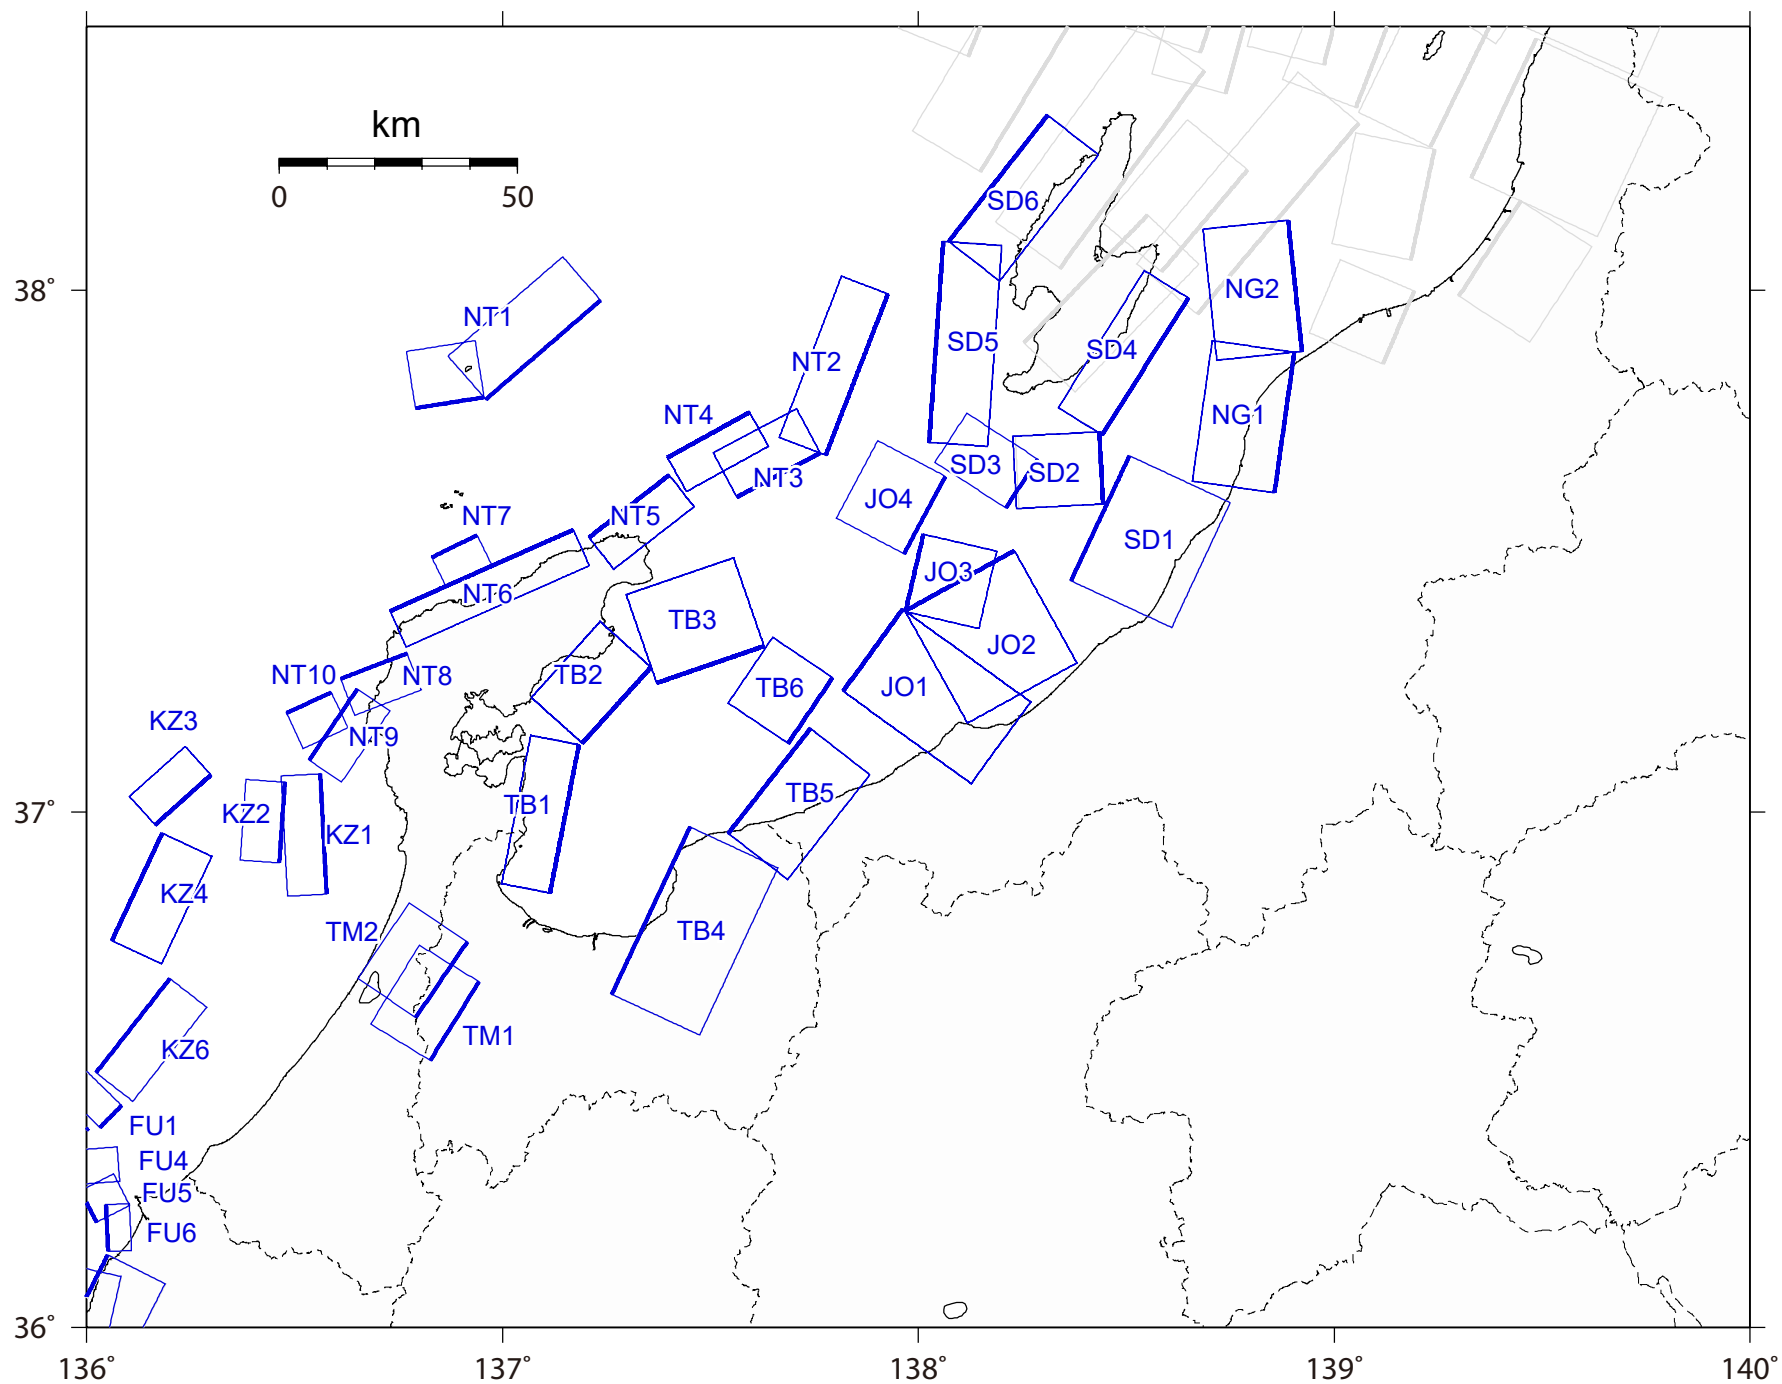 km
0 50
SD6
38°
NG2
NT1
SD5
SD4
NT2
NT4
NG1
SD3
SD2
NT3
JO4
NT7
NT5
SD1
JO3
NT6
TB3
JO2
NT10
NT8
TB2
TB6
JO1
KZ3
NT9
TB5
TB1
37°
KZ2
KZ1
KZ4
TM2
TB4
TM1
KZ6
FU1
FU4
FU5
FU6
36°
136° 137° 138° 139° 140°